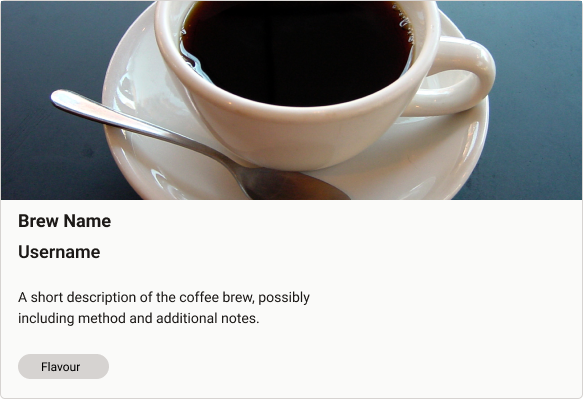 Brew Name
Username
A short description of the coffee brew, possibly
including method and additional notes.
Flavour